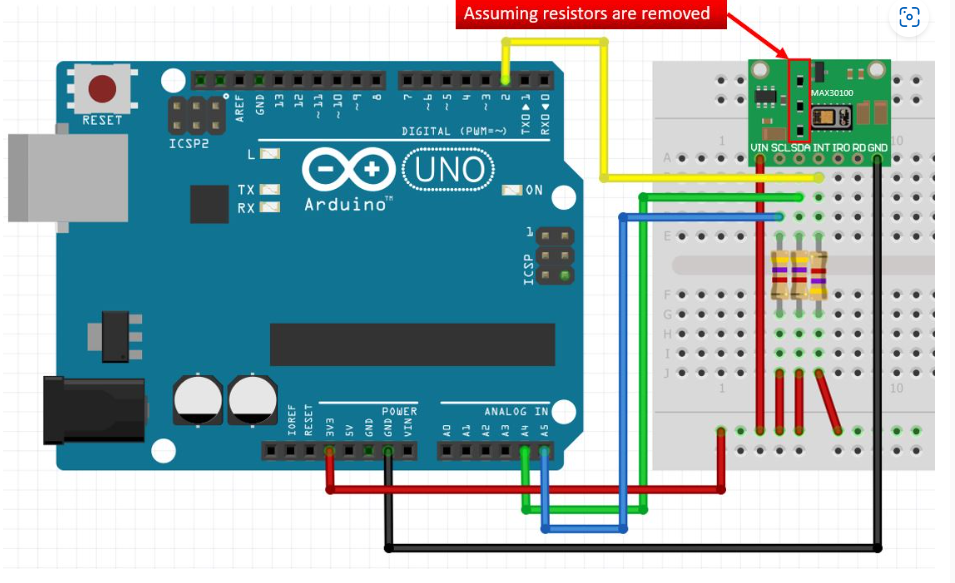 Assuming resistors are removed
RESET
ICSP2
AREF
GND
13
12
~11
~10
~9
8
7
~6
~5
4
~3
2
TXD▶1
RXD◀0
DIGITAL (PWM=~)
L
TX
RX
UNO
Arduino™
ON
1
ICSP
MAX30100
VIN SCL SDA INT IRO RD GND
1
10
A
E
F
G
H
I
J
1
10
POWER
ANALOG IN
IOREF
RESET
3V3
5V
GND
GND
VIN
A0
A1
A2
A3
A4
A5